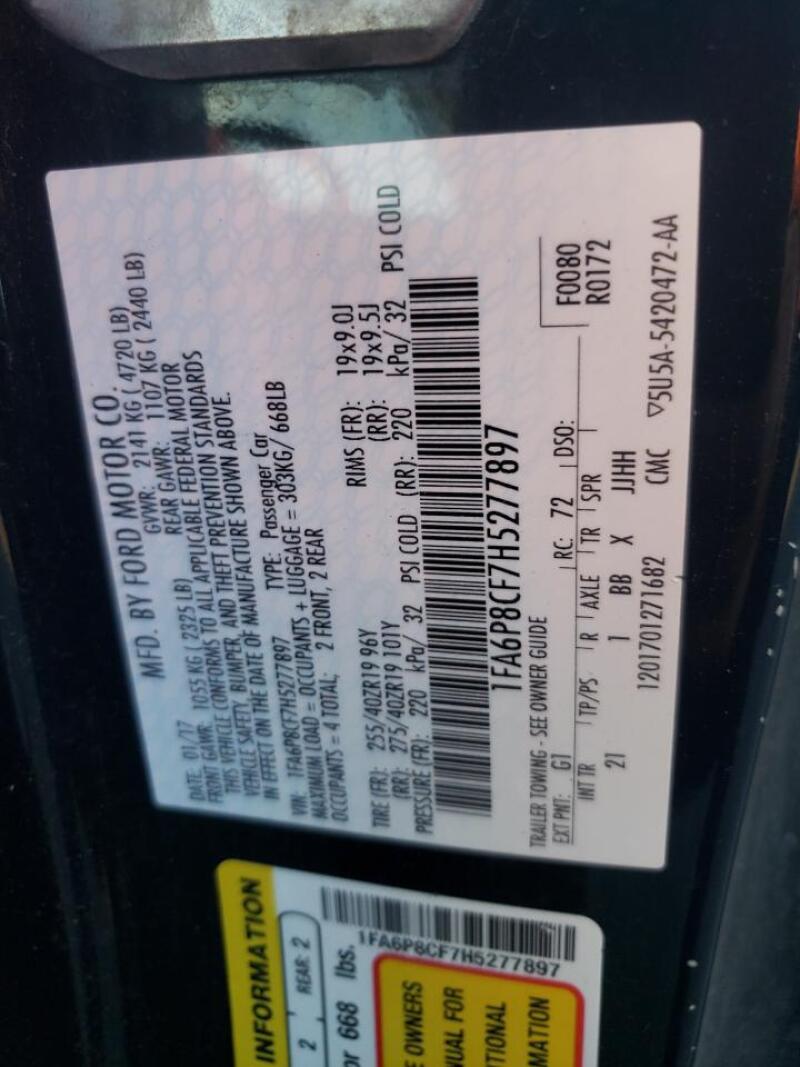 MFD. BY FORD MOTOR CO.
DATE: 01/17 GVWR: 2141 KG ( 4720 LB)
FRONT GAWR: 1055 KG ( 2325 LB) REAR GAWR: 1107 KG ( 2440 LB)
THIS VEHICLE CONFORMS TO ALL APPLICABLE FEDERAL MOTOR
VEHICLE SAFETY, BUMPER, AND THEFT PREVENTION STANDARDS
IN EFFECT ON THE DATE OF MANUFACTURE SHOWN ABOVE.
VIN: 1FA6P8CF7H5277897 TYPE: Passenger Car
MAXIMUM LOAD = OCCUPANTS + LUGGAGE = 303KG/ 668LB
OCCUPANTS = 4 TOTAL; 2 FRONT, 2 REAR
TIRE (FR): 255/40ZR19 96Y RIMS (FR): 19x9.0J
(RR): 275/40ZR19 101Y (RR): 19x9.5J
PRESSURE (FR): 220 kPa/ 32 PSI COLD (RR): 220 kPa/ 32 PSI COLD
1FA6P8CF7H5277897
TRAILER TOWING - SEE OWNER GUIDE
F0080
R0172
EXT PNT: G1 RC: 72 DSO:
INT TR TP/PS R AXLE TR SPR
21 1 BB X JJHH
1201701271682 CMC ▽5U5A-5420472-AA
INFORMATION
2 REAR: 2
668 lbs.
1FA6P8CF7H5277897
OWNERS
FOR